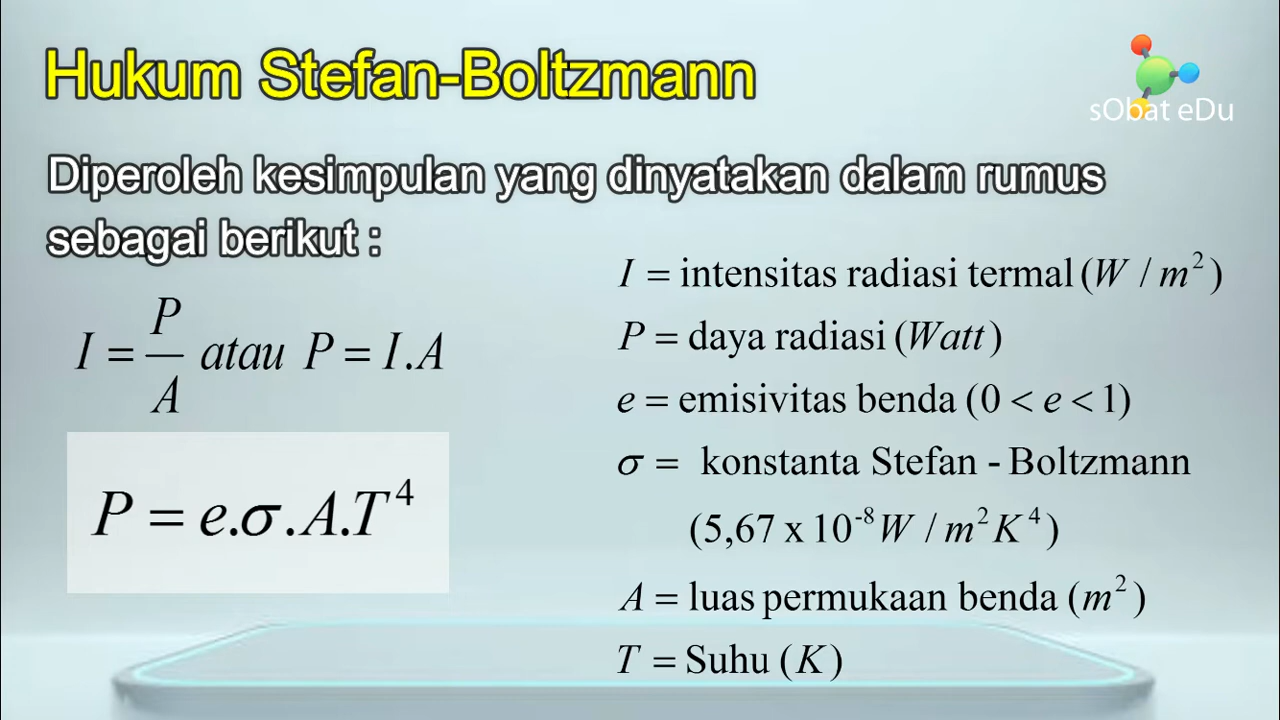 Hukum Stefan-Boltzmann
sObat eDu
Diperoleh kesimpulan yang dinyatakan dalam rumus
sebagai berikut :
I = P/A atau P = I.A
P = e.σ.A.T⁴
I = intensitas radiasi termal (W / m²)
P = daya radiasi (Watt)
e = emisivitas benda (0 < e < 1)
σ = konstanta Stefan - Boltzmann
(5,67 x 10⁻⁸ W / m² K⁴)
A = luas permukaan benda (m²)
T = Suhu (K)